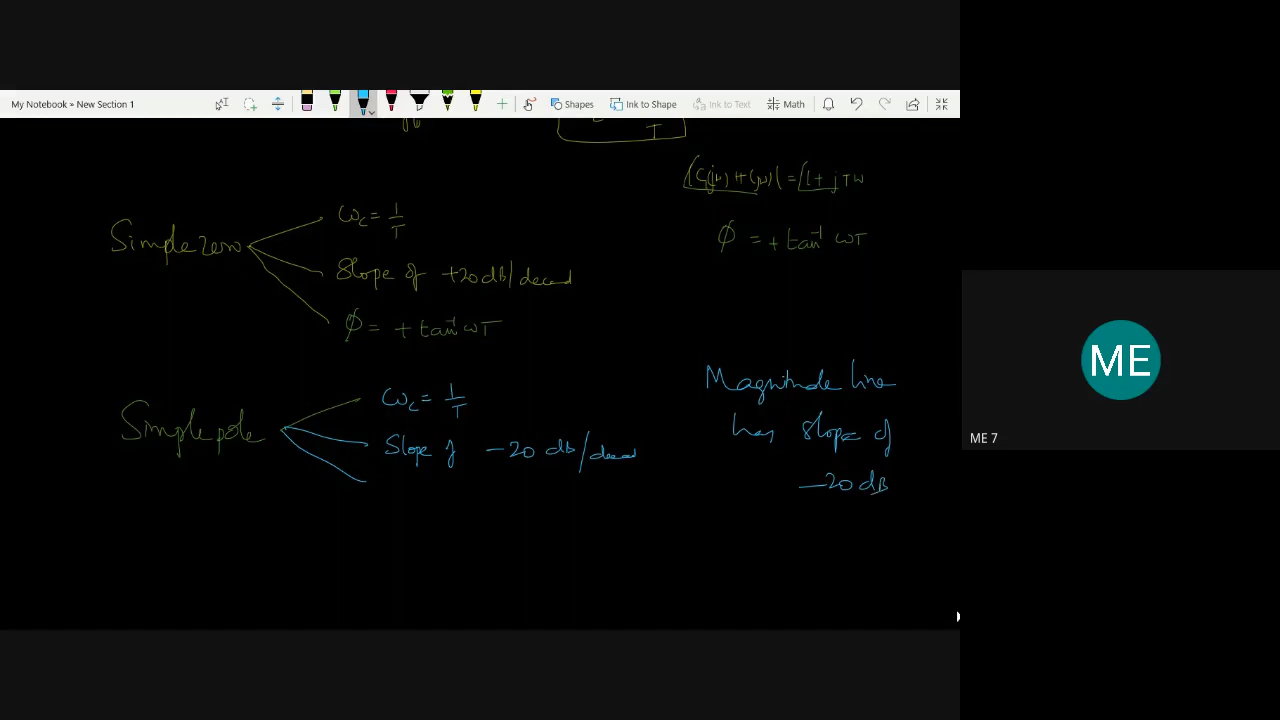 My Notebook » New Section 1
Shapes
Ink to Shape
Ink to Text
Math
T
|G(jω)H(jω)| = |1 + jTω
ϕ = + tan⁻¹ ωT
Simple zero
ωc = 1/T
Slope of +20 dB/decad
ϕ = + tan⁻¹ ωT
Simple pole
ωc = 1/T
Slope of −20 dB/decad
Magnitude line
has slope of
−20 dB
ME
ME 7